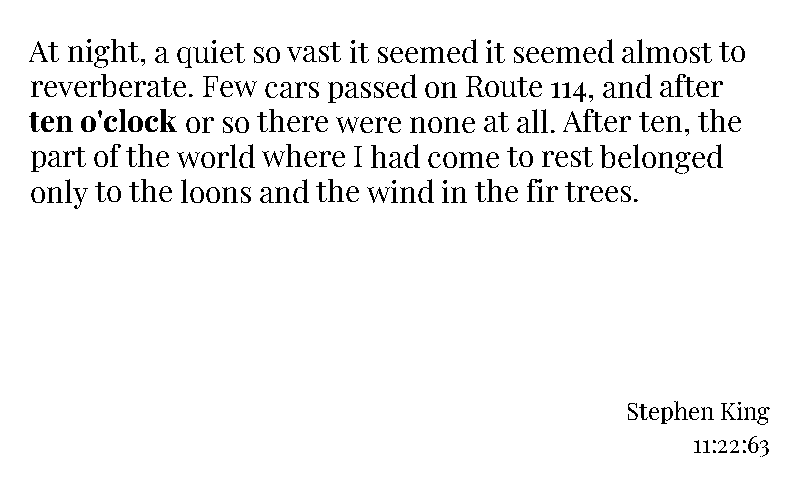 At night, a quiet so vast it seemed it seemed almost to
reverberate. Few cars passed on Route 114, and after
ten o'clock or so there were none at all. After ten, the
part of the world where I had come to rest belonged
only to the loons and the wind in the fir trees.
Stephen King
11:22:63